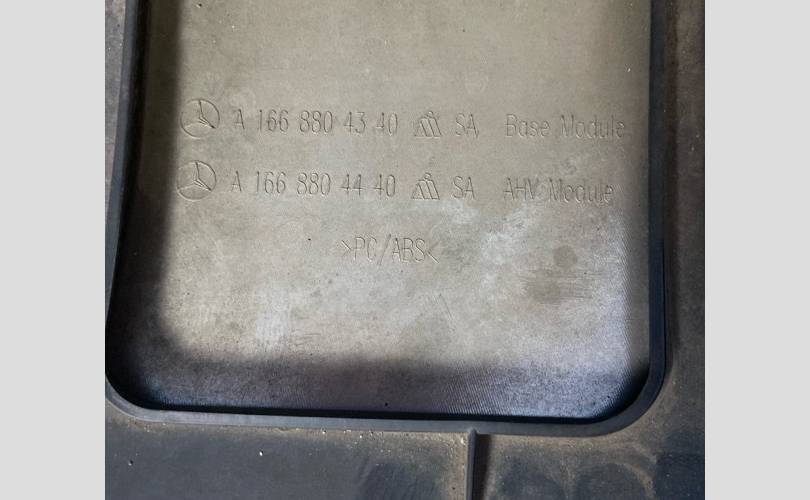 A 166 880 43 40 SA Base Module
A 166 880 44 40 SA AHV Module
>PC/ABS<